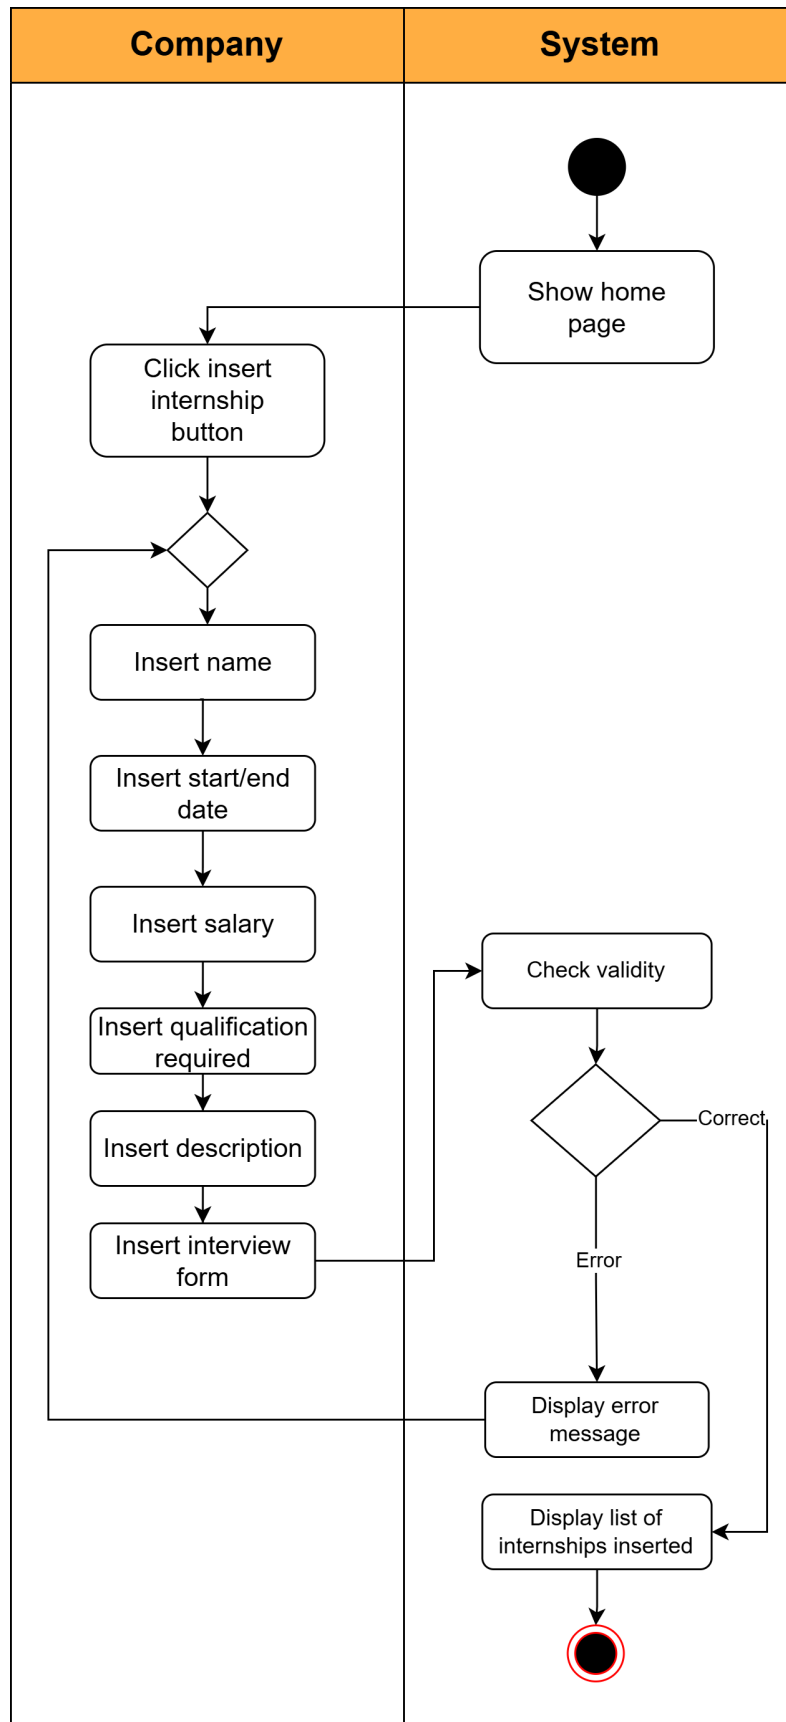 Company
System
Show home
page
Click insert
internship
button
Insert name
Insert start/end
date
Insert salary
Check validity
Insert qualification
required
Correct
Insert description
Insert interview
form
Error
Display error
message
Display list of
internships inserted